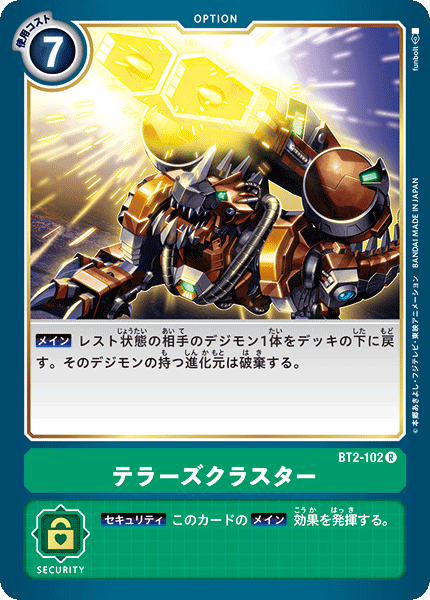 OPTION
使用コスト
7
funbolt
©本郷あきよし・フジテレビ・東映アニメーション BANDAI MADE IN JAPAN
メイン レスト状態の相手のデジモン1体をデッキの下に戻
す。そのデジモンの持つ進化元は破棄する。
BT2-102 R
テラーズクラスター
セキュリティ このカードの メイン 効果を発揮する。
SECURITY